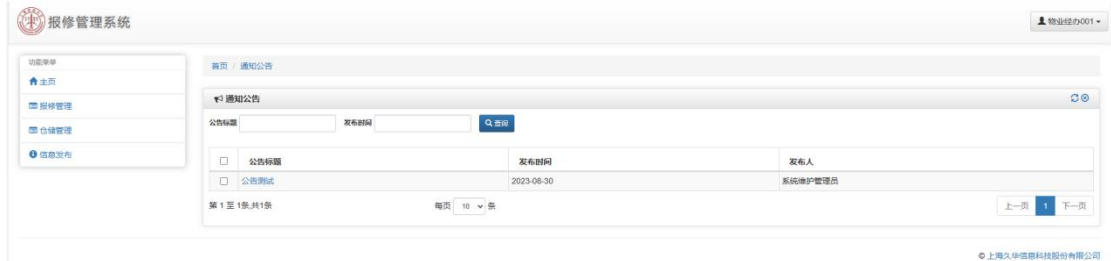 报修管理系统
物业经办001
功能菜单
主页
报修管理
仓储管理
信息发布
首页 / 通知公告
通知公告
公告标题 发布时间 查询
公告标题 发布时间 发布人
公告测试 2023-08-30 系统维护管理员
第 1 至 1条,共1条 每页 10 条 上一页 1 下一页
© 上海久华信息科技股份有限公司